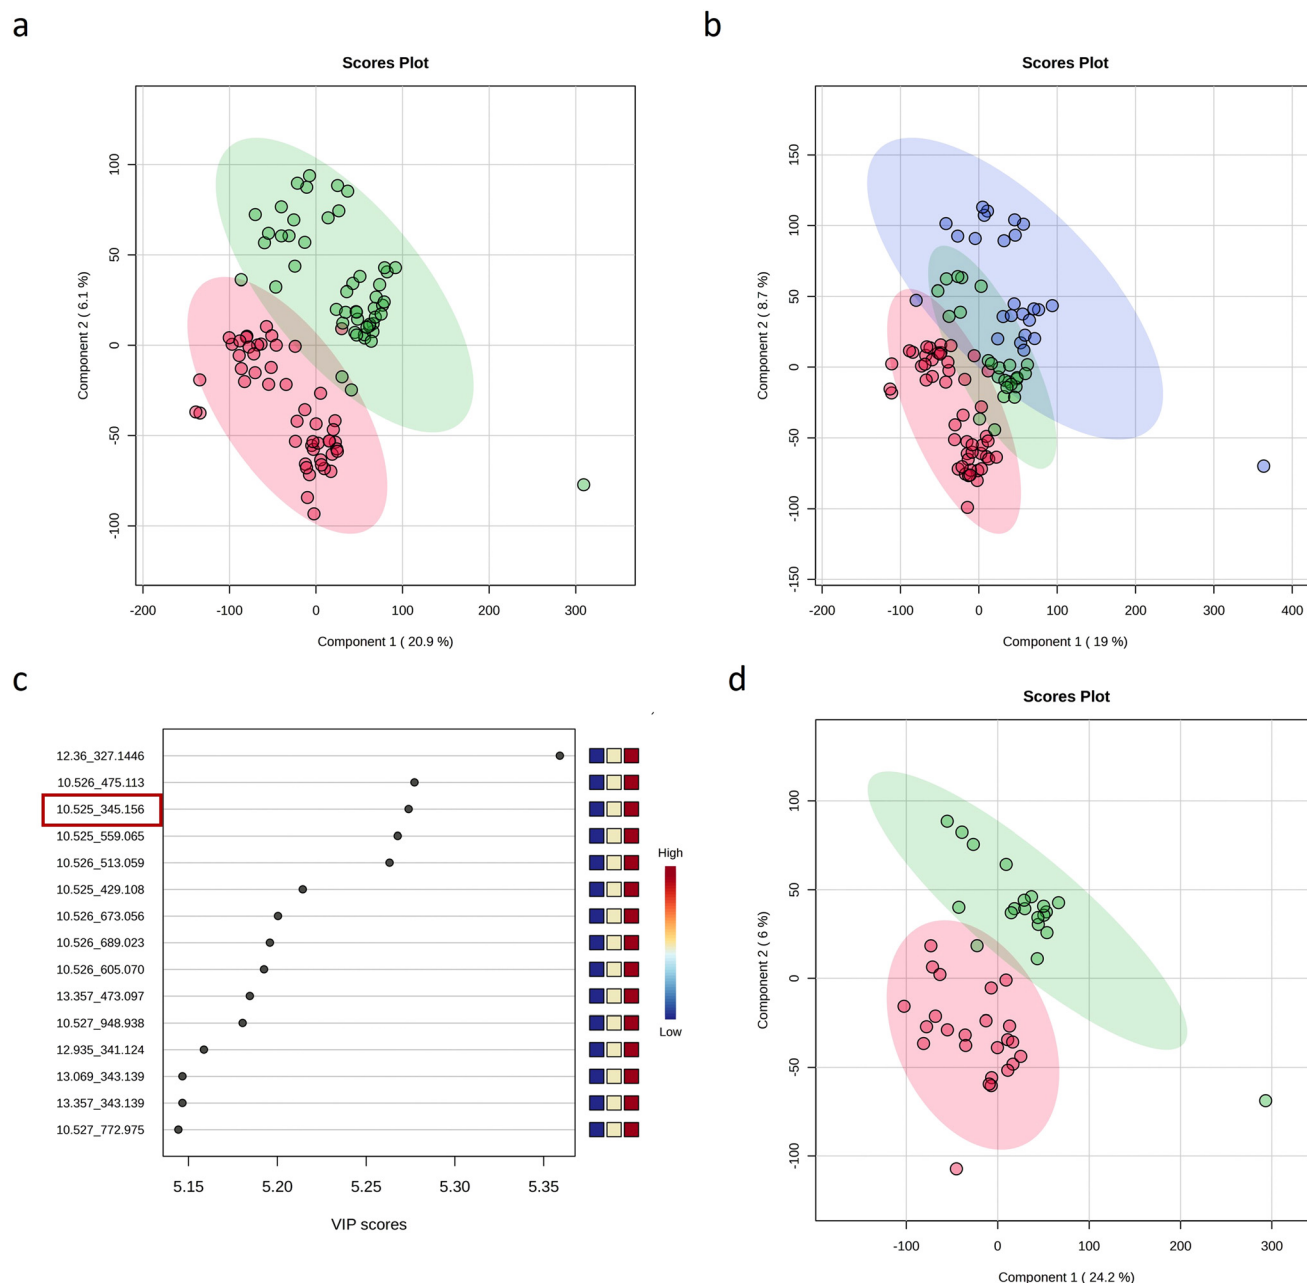 a
Scores Plot
100
50
0
-50
-100
Component 2 ( 6.1 %)
-200 -100 0 100 200 300
Component 1 ( 20.9 %)
b
Scores Plot
150
100
50
0
-50
-100
-150
Component 2 ( 8.7 %)
-200 -100 0 100 200 300 400
Component 1 ( 19 %)
c
12.36_327.1446
10.526_475.113
10.525_345.156
10.525_559.065
10.526_513.059
10.525_429.108
10.526_673.056
10.526_689.023
10.526_605.070
13.357_473.097
10.527_948.938
12.935_341.124
13.069_343.139
13.357_343.139
10.527_772.975
5.15 5.20 5.25 5.30 5.35
VIP scores
High
Low
d
Scores Plot
100
50
0
-50
-100
Component 2 ( 6 %)
-100 0 100 200 300
Component 1 ( 24.2 %)